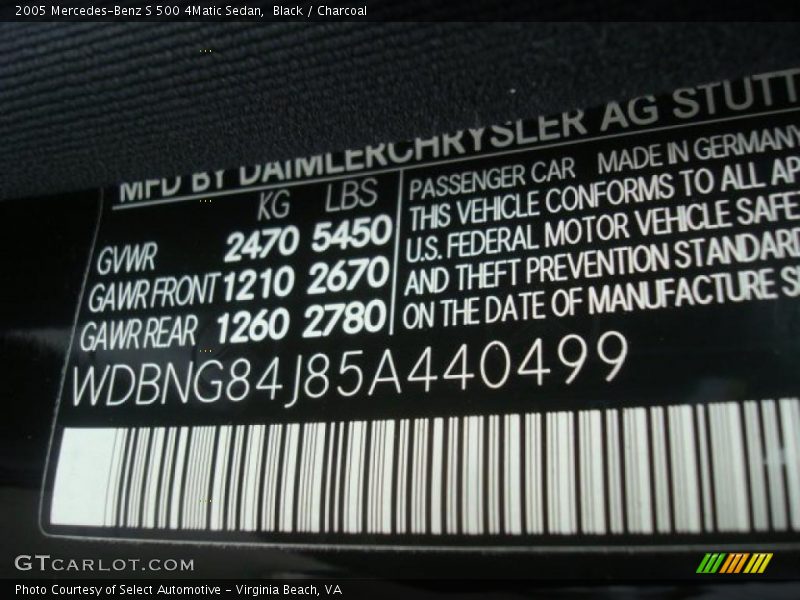 2005 Mercedes-Benz S 500 4Matic Sedan, Black / Charcoal
MFD BY DAIMLERCHRYSLER AG STUTT
KG LBS
GVWR 2470 5450
GAWR FRONT 1210 2670
GAWR REAR 1260 2780
PASSENGER CAR MADE IN GERMANY
THIS VEHICLE CONFORMS TO ALL AP
U.S. FEDERAL MOTOR VEHICLE SAFE
AND THEFT PREVENTION STANDARD
ON THE DATE OF MANUFACTURE S
WDBNG84J85A440499
GTCARLOT.COM
Photo Courtesy of Select Automotive - Virginia Beach, VA